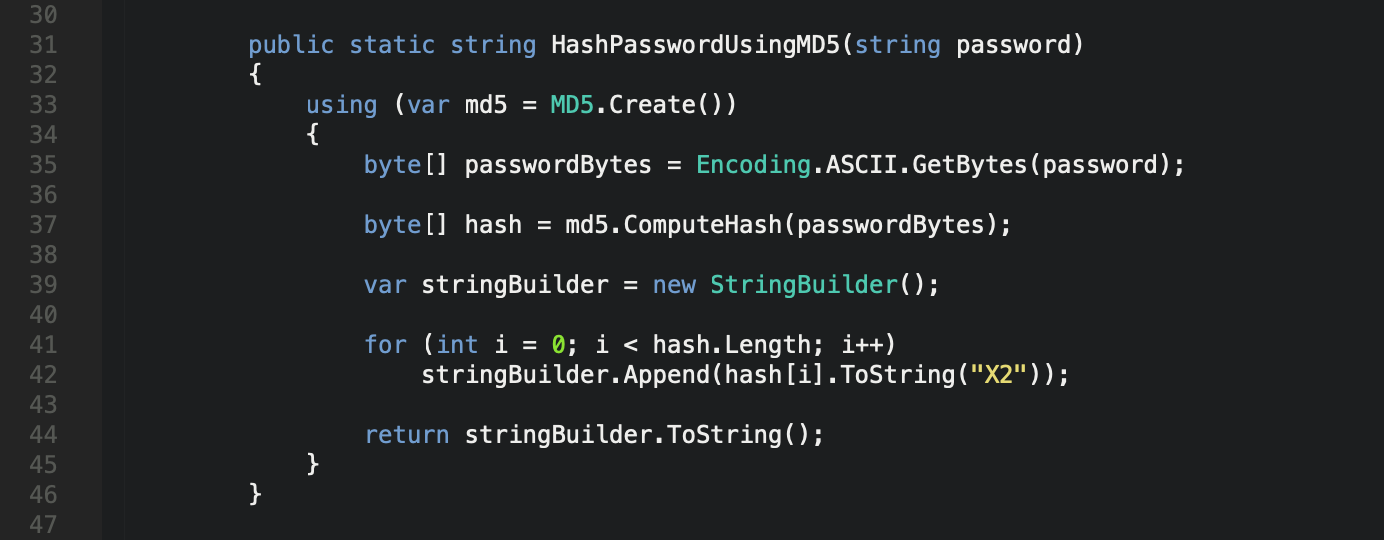 30
31 public static string HashPasswordUsingMD5(string password)
32 {
33 using (var md5 = MD5.Create())
34 {
35 byte[] passwordBytes = Encoding.ASCII.GetBytes(password);
36
37 byte[] hash = md5.ComputeHash(passwordBytes);
38
39 var stringBuilder = new StringBuilder();
40
41 for (int i = 0; i < hash.Length; i++)
42 stringBuilder.Append(hash[i].ToString("X2"));
43
44 return stringBuilder.ToString();
45 }
46 }
47